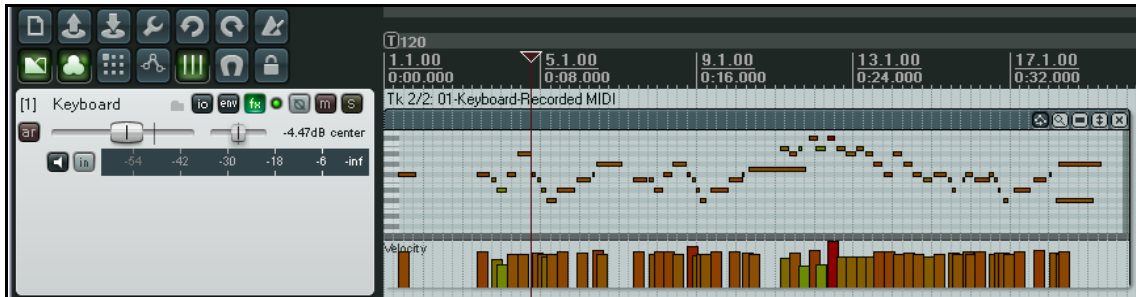 T 120
1.1.00 5.1.00 9.1.00 13.1.00 17.1.00
0:00.000 0:08.000 0:16.000 0:24.000 0:32.000
[1] Keyboard io env fx m s
Tk 2/2: 01-Keyboard-Recorded MIDI
ar -4.47dB center
in -54 -42 -30 -18 -6 -inf
Velocity